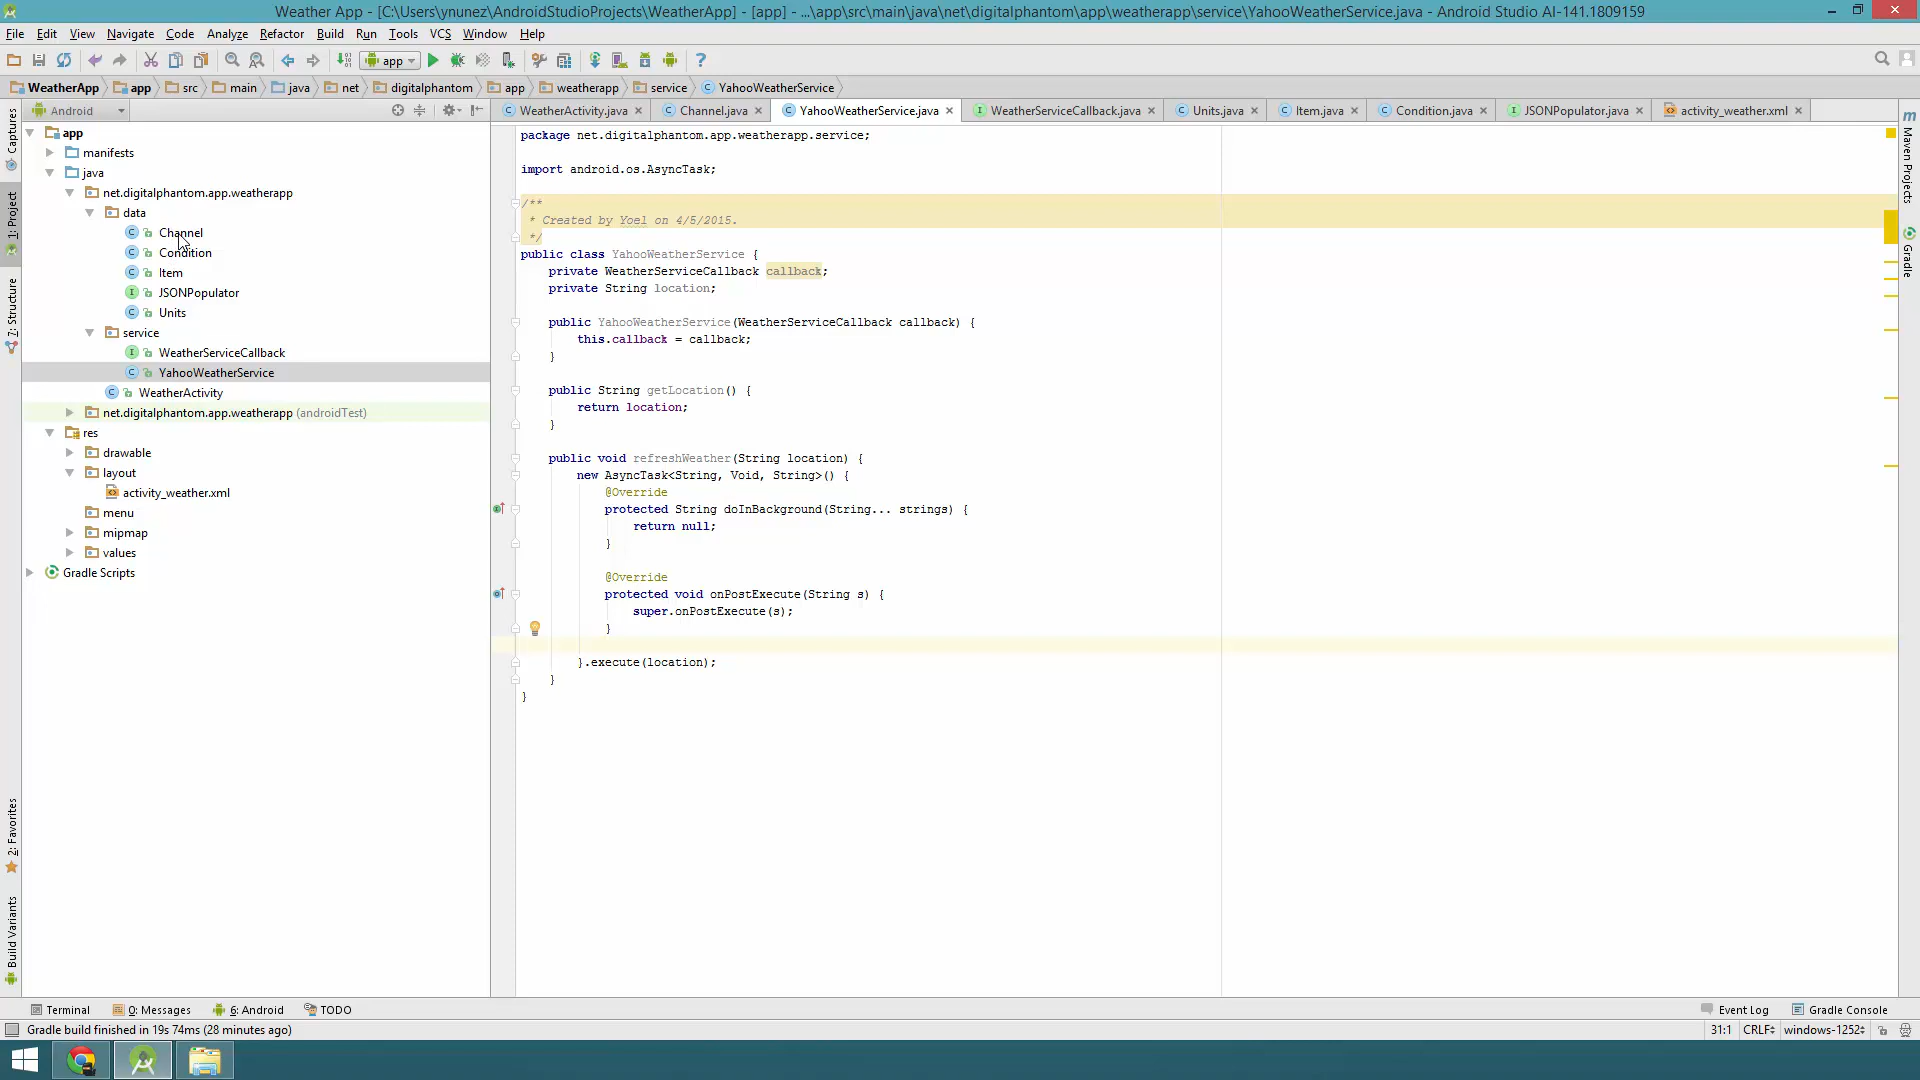 Weather App - [C:\Users\ynunez\AndroidStudioProjects\WeatherApp] - [app] - ...\app\src\main\java\net\digitalphantom\app\weatherapp\service\YahooWeatherService.java - Android Studio AI-141.1809159
File Edit View Navigate Code Analyze Refactor Build Run Tools VCS Window Help
app
WeatherApp app src main java net digitalphantom app weatherapp service YahooWeatherService
Android
WeatherActivity.java Channel.java YahooWeatherService.java WeatherServiceCallback.java Units.java Item.java Condition.java JSONPopulator.java activity_weather.xml
Captures
1: Project
7: Structure
2: Favorites
Build Variants
app
manifests
java
net.digitalphantom.app.weatherapp
data
Channel
Condition
Item
JSONPopulator
Units
service
WeatherServiceCallback
YahooWeatherService
WeatherActivity
net.digitalphantom.app.weatherapp (androidTest)
res
drawable
layout
activity_weather.xml
menu
mipmap
values
Gradle Scripts
package net.digitalphantom.app.weatherapp.service;
import android.os.AsyncTask;
/**
* Created by Yoel on 4/5/2015.
*/
public class YahooWeatherService {
private WeatherServiceCallback callback;
private String location;
public YahooWeatherService(WeatherServiceCallback callback) {
this.callback = callback;
}
public String getLocation() {
return location;
}
public void refreshWeather(String location) {
new AsyncTask<String, Void, String>() {
@Override
protected String doInBackground(String... strings) {
return null;
}
@Override
protected void onPostExecute(String s) {
super.onPostExecute(s);
}
}.execute(location);
}
}
Maven Projects
Gradle
Terminal 0: Messages 6: Android TODO Event Log Gradle Console
Gradle build finished in 19s 74ms (28 minutes ago) 31:1 CRLF windows-1252